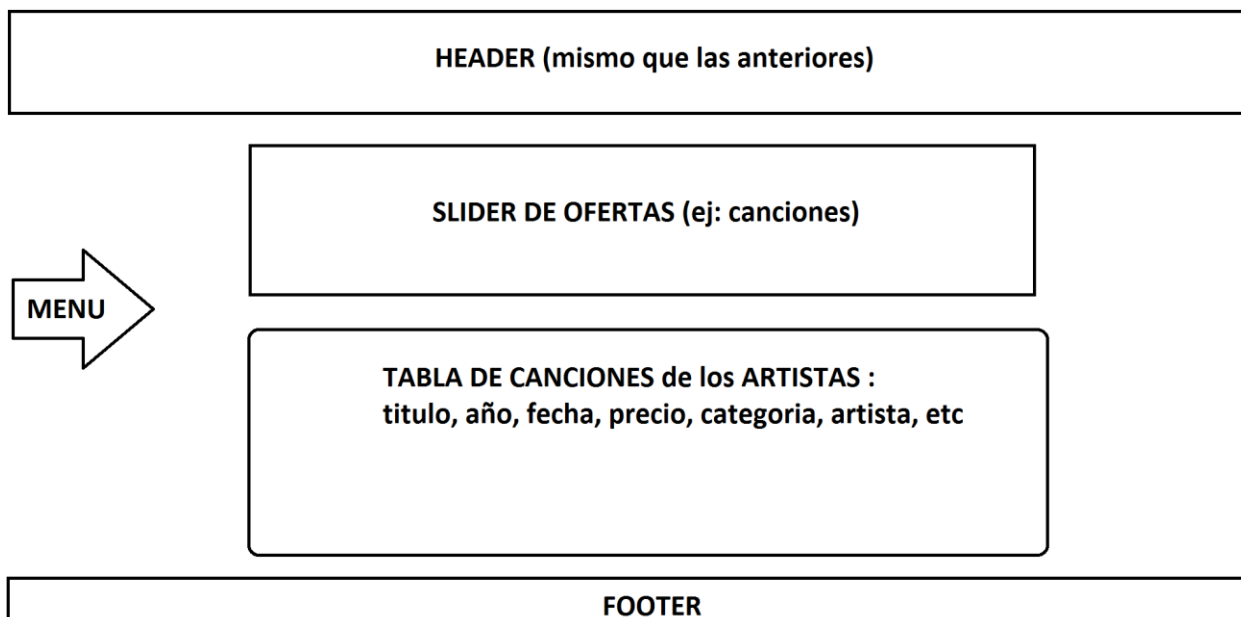 HEADER (mismo que las anteriores)
SLIDER DE OFERTAS (ej: canciones)
MENU
TABLA DE CANCIONES de los ARTISTAS :
titulo, año, fecha, precio, categoria, artista, etc
FOOTER